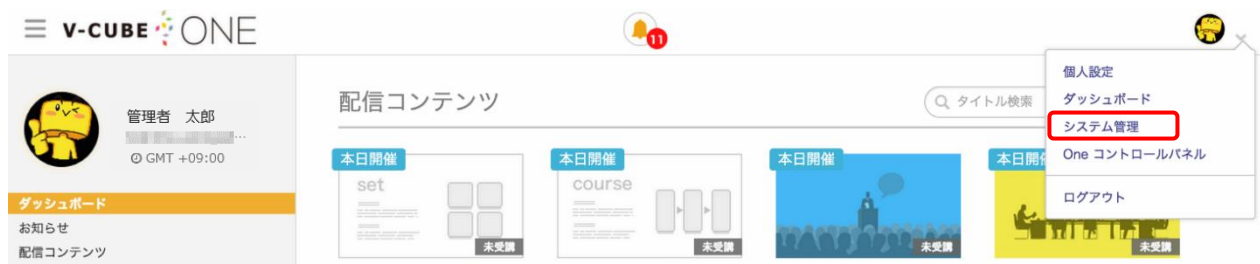 V-CUBE ONE
11
個人設定
ダッシュボード
システム管理
One コントロールパネル
ログアウト
管理者 太郎
GMT +09:00
ダッシュボード
お知らせ
配信コンテンツ
配信コンテンツ
タイトル検索
本日開催
set
未受講
本日開催
course
未受講
本日開催
未受講
本日開
未受講